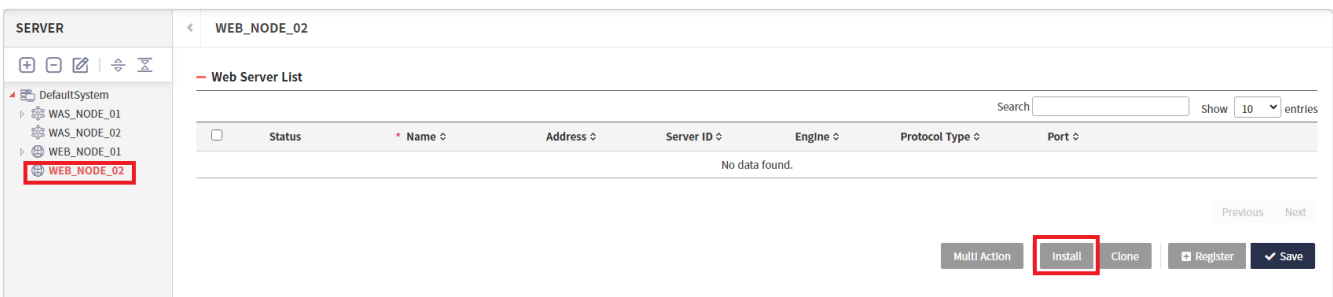 SERVER
WEB_NODE_02
Web Server List
DefaultSystem
WAS_NODE_01
WAS_NODE_02
WEB_NODE_01
WEB_NODE_02
Search
Show 10 entries
Status * Name Address Server ID Engine Protocol Type Port
No data found.
Previous Next
Multi Action Install Clone Register Save